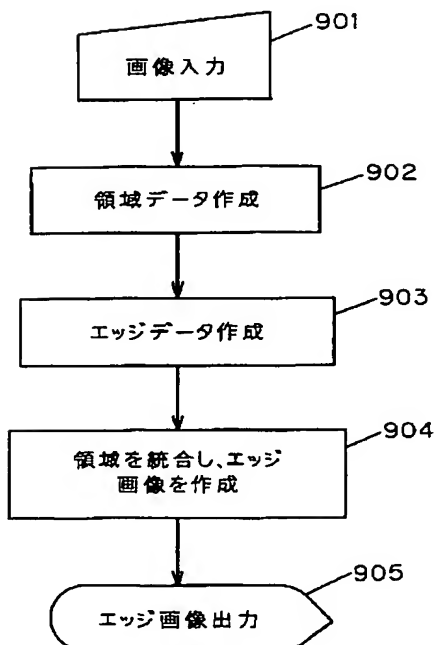 901
画像入力
902
領域データ作成
903
エッジデータ作成
904
領域を統合し、エッジ
画像を作成
905
エッジ画像出力